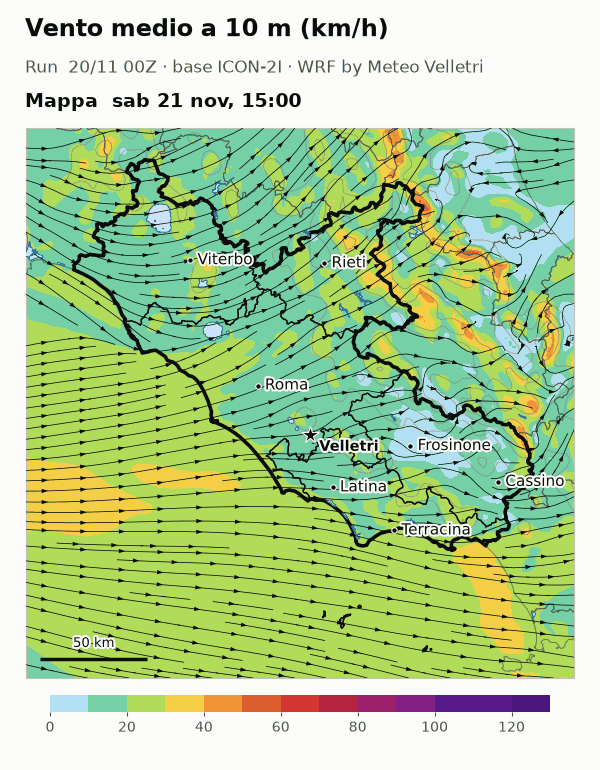 Vento medio a 10 m (km/h)
Run 20/11 00Z · base ICON-2I · WRF by Meteo Velletri
Mappa sab 21 nov, 15:00
Viterbo
Rieti
Roma
Velletri
Frosinone
Cassino
Latina
Terracina
50 km
0 20 40 60 80 100 120